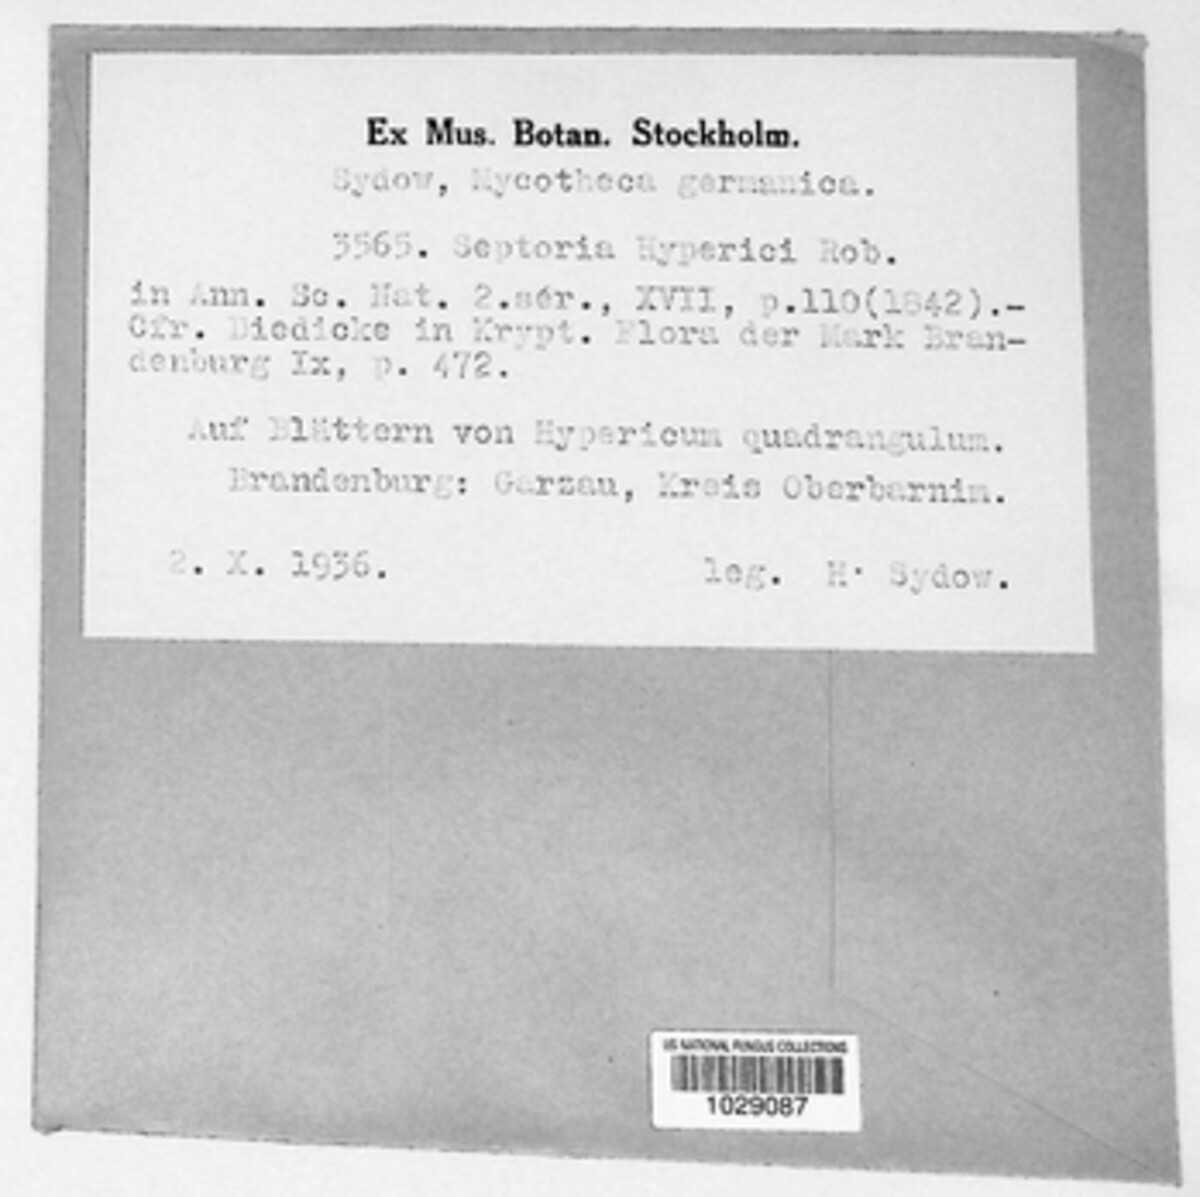 Ex Mus. Botan. Stockholm.
Sydow, Mycotheca germanica.
3565. Septoria Hyperici Rob.
in Ann. Sc. Nat. 2.sér., XVII, p.110(1842).-
Cfr. Diedicke in Krypt. Flora der Mark Bran-
denburg Ix, p. 472.
Auf Blättern von Hypericum quadrangulum.
Brandenburg: Garzau, Kreis Oberbarnim.
2. X. 1936.
leg. H. Sydow.
US NATIONAL FUNGUS COLLECTIONS
1029087